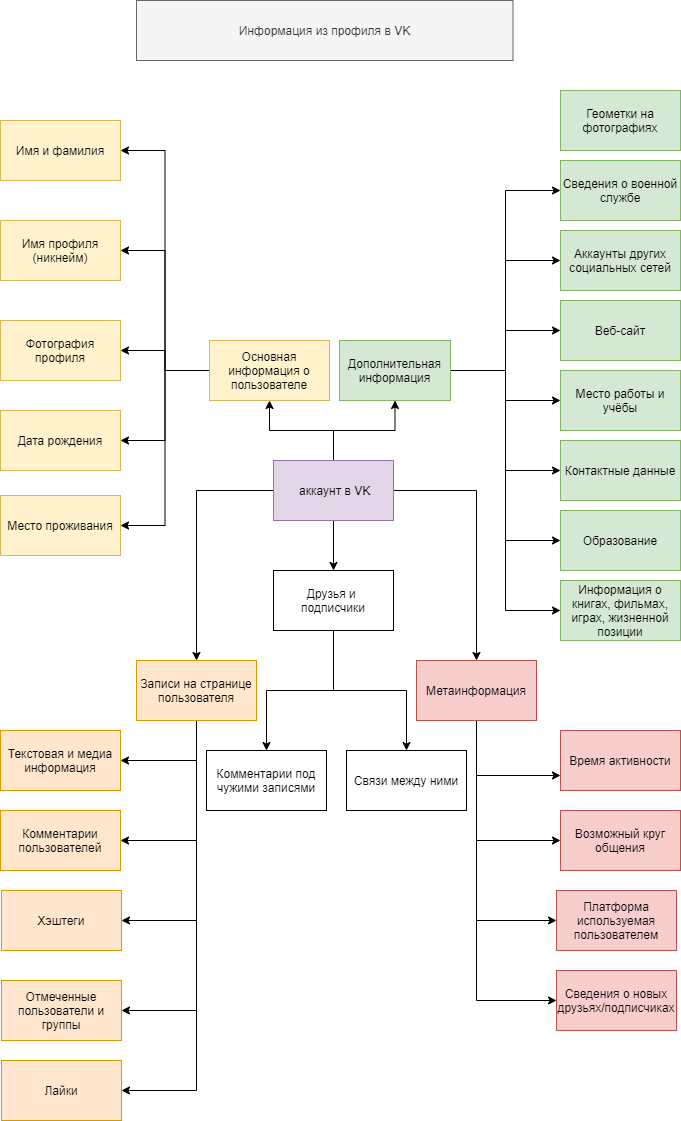 Информация из профиля в VK
Имя и фамилия
Имя профиля
(никнейм)
Фотография
профиля
Дата рождения
Место проживания
Основная
информация о
пользователе
Дополнительная
информация
Геометки на
фотографиях
Сведения о военной
службе
Аккаунты других
социальных сетей
Веб-сайт
Место работы и
учёбы
Контактные данные
Образование
Информация о
книгах, фильмах,
играх, жизненной
позиции
аккаунт в VK
Друзья и
подписчики
Записи на странице
пользователя
Метаинформация
Комментарии под
чужими записями
Связи между ними
Текстовая и медиа
информация
Комментарии
пользователей
Хэштеги
Отмеченные
пользователи и
группы
Лайки
Время активности
Возможный круг
общения
Платформа
используемая
пользователем
Сведения о новых
друзьях/подписчиках